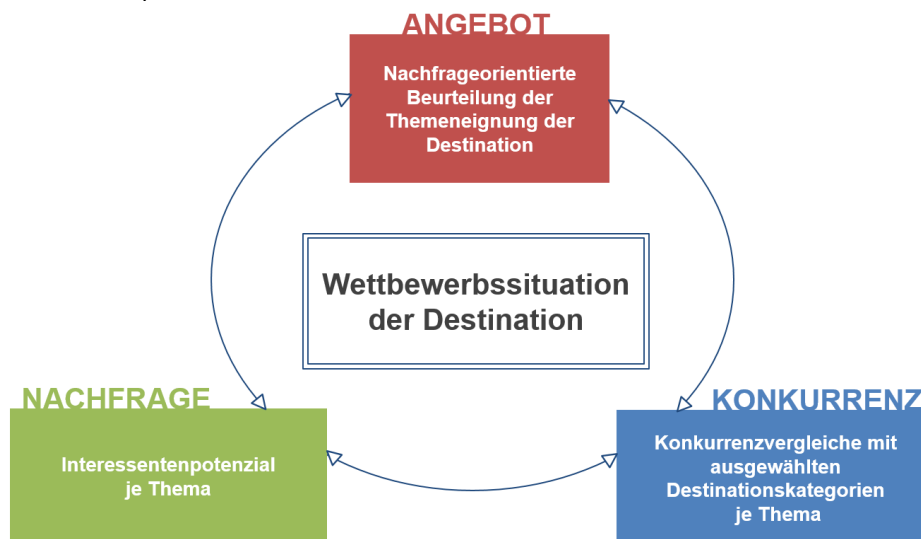 ANGEBOT
Nachfrageorientierte
Beurteilung der
Themeneignung der
Destination
Wettbewerbssituation
der Destination
NACHFRAGE
Interessentenpotenzial
je Thema
KONKURRENZ
Konkurrenzvergleiche mit
ausgewählten
Destinationskategorien
je Thema